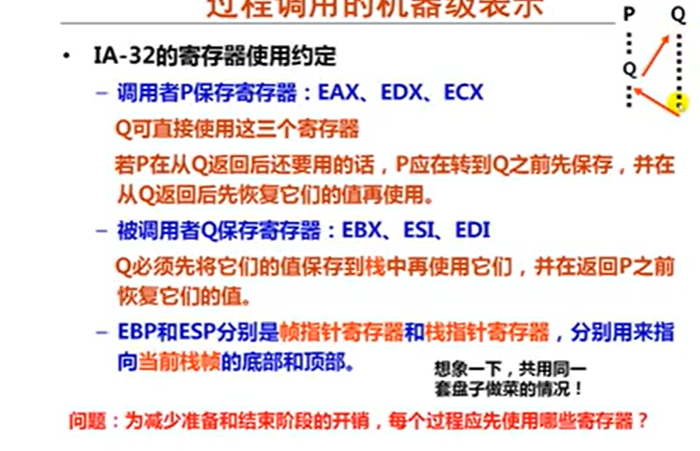 过程调用的机器级表示
P Q
Q
• IA-32的寄存器使用约定
– 调用者P保存寄存器：EAX、EDX、ECX
Q可直接使用这三个寄存器
若P在从Q返回后还要用的话，P应在转到Q之前先保存，并在
从Q返回后先恢复它们的值再使用。
– 被调用者Q保存寄存器：EBX、ESI、EDI
Q必须先将它们的值保存到栈中再使用它们，并在返回P之前
恢复它们的值。
– EBP和ESP分别是帧指针寄存器和栈指针寄存器，分别用来指
向当前栈帧的底部和顶部。
想象一下，共用同一
套盘子做菜的情况！
问题：为减少准备和结束阶段的开销，每个过程应先使用哪些寄存器？